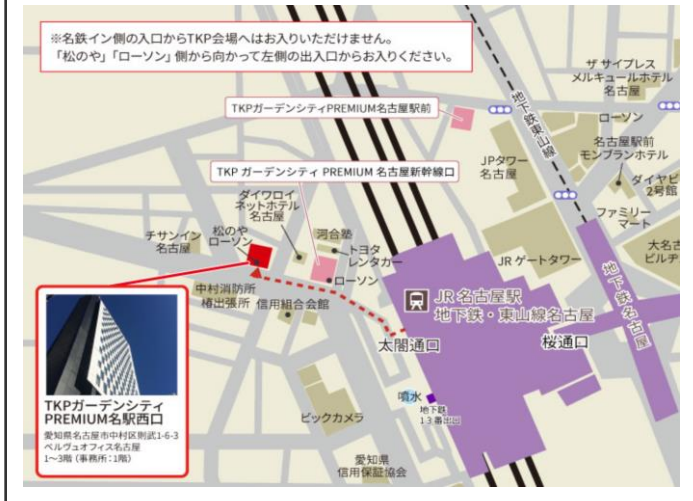 ※名鉄イン側の入口からTKP会場へはお入りいただけません。
「松のや」「ローソン」側から向かって左側の出入口からお入りください。
ザ サイプレス
メルキュールホテル
名古屋
地下鉄東山線
TKPガーデンシティPREMIUM名古屋駅前
ローソン
名古屋駅前
モンブランホテル
JPタワー
名古屋
TKP ガーデンシティ PREMIUM 名古屋新幹線口
ダイヤビ
2号館
ダイワロイ
ネットホテル
名古屋
ファミリー
マート
チサンイン
名古屋
松のや
ローソン
河合塾
トヨタ
レンタカー
JRゲートタワー
大名古
ビルヂ
ローソン
地下鉄名古屋
中村消防所
椿出張所
信用組合会館
JR名古屋駅
地下鉄・東山線名古屋
太閤通口
桜通口
噴水
地下鉄
13番出口
TKPガーデンシティ
PREMIUM名駅西口
愛知県名古屋市中村区則武1-6-3
ベルヴュオフィス名古屋
1～3階（事務所：1階）
ビックカメラ
愛知県
信用保証協会